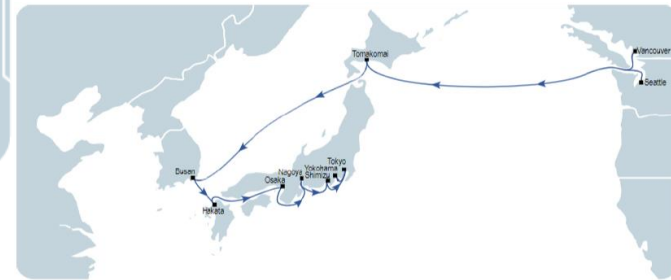 Vancouver
Tomakomai
Seattle
Tokyo
Yokohama
Nagoya
Shimizu
Busan
Osaka
Hakata